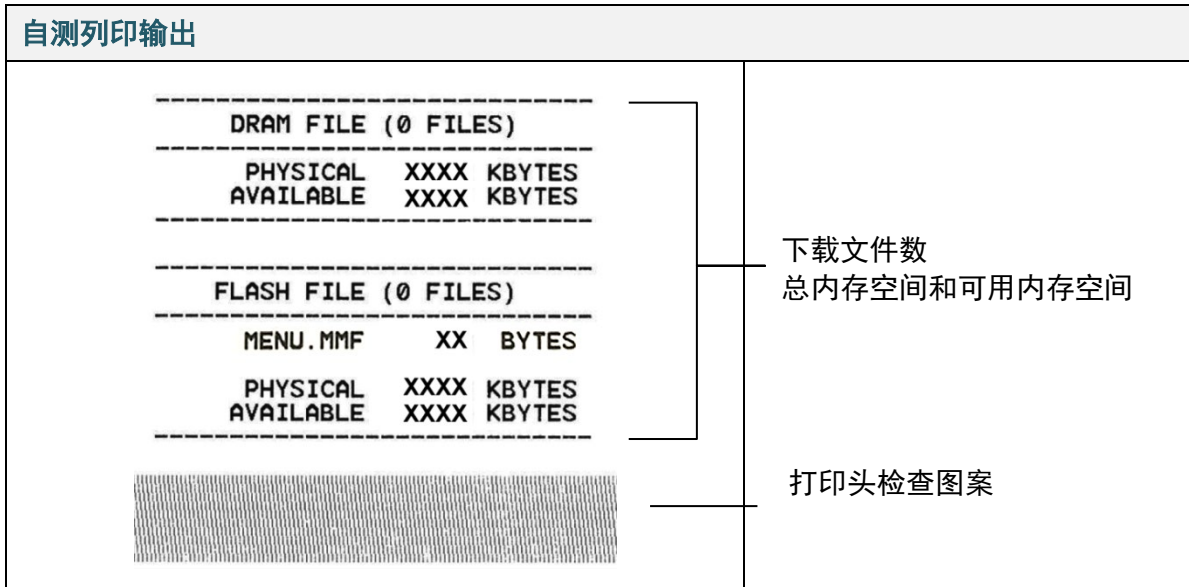 自测列印输出
DRAM FILE (0 FILES)
PHYSICAL XXXX KBYTES
AVAILABLE XXXX KBYTES
FLASH FILE (0 FILES)
MENU.MMF XX BYTES
PHYSICAL XXXX KBYTES
AVAILABLE XXXX KBYTES
下载文件数
总内存空间和可用内存空间
打印头检查图案